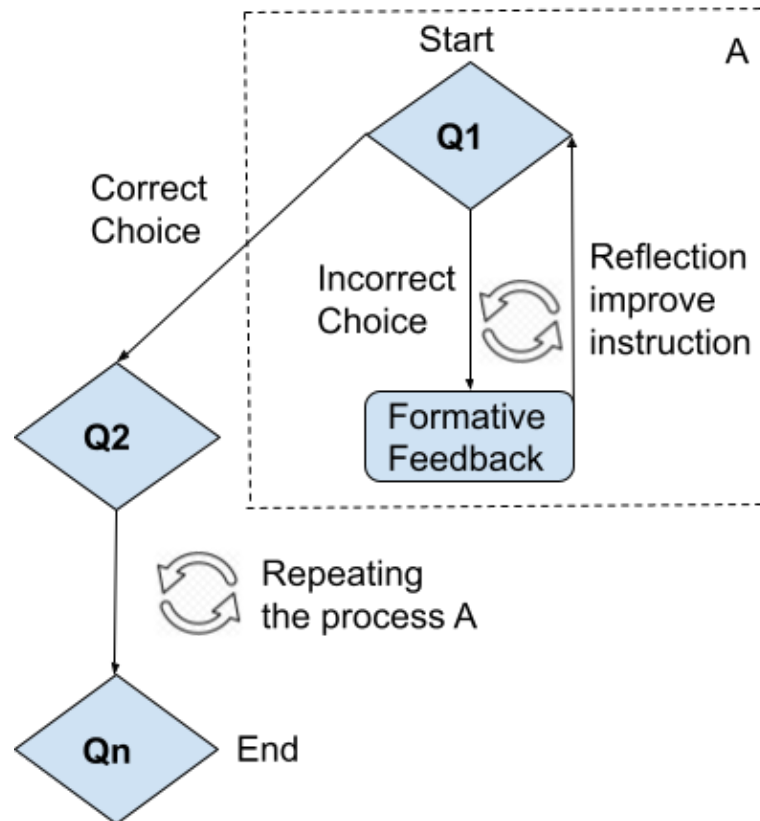 Start
A
Q1
Correct
Choice
Incorrect
Choice
Reflection
improve
instruction
Formative
Feedback
Q2
Repeating
the process A
Qn
End